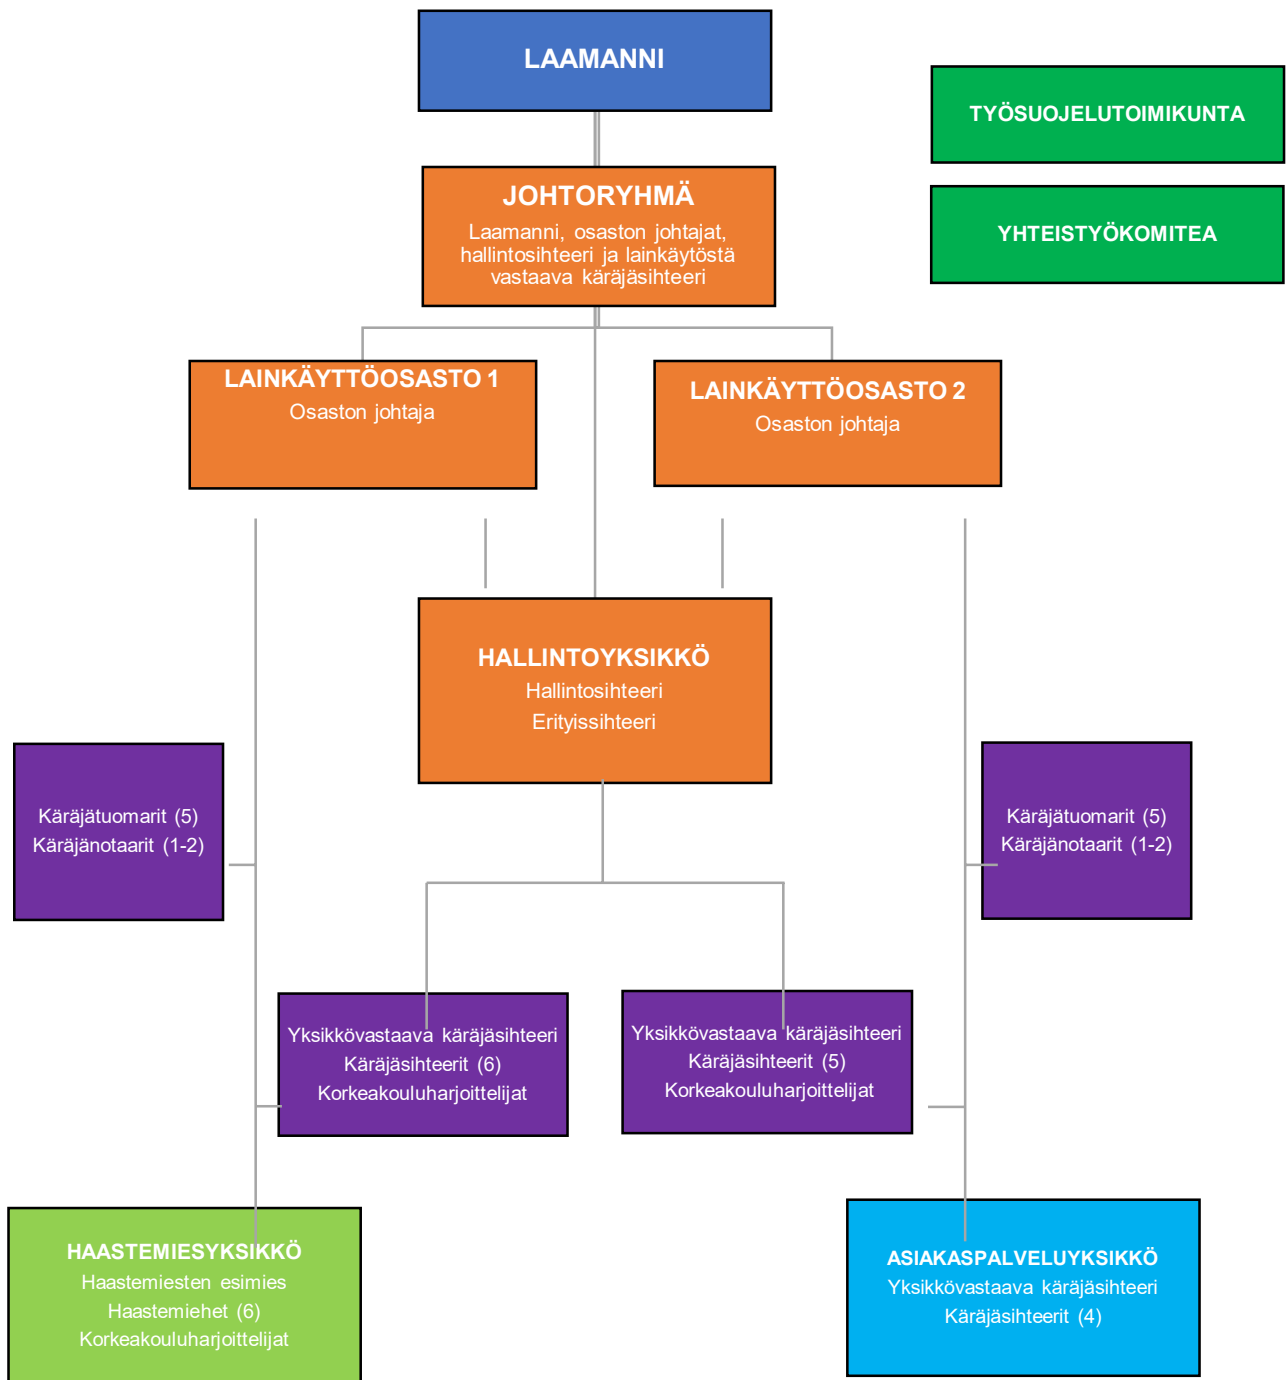 LAAMANNI
TYÖSUOJELUTOIMIKUNTA
JOHTORYHMÄ
Laamanni, osaston johtajat,
hallintosihteeri ja lainkäytöstä
vastaava käräjäsihteeri
YHTEISTYÖKOMITEA
LAINKÄYTTÖOSASTO 1
Osaston johtaja
LAINKÄYTTÖOSASTO 2
Osaston johtaja
HALLINTOYKSIKKÖ
Hallintosihteeri
Erityissihteeri
Käräjätuomarit (5)
Käräjänotaarit (1-2)
Käräjätuomarit (5)
Käräjänotaarit (1-2)
Yksikkövastaava käräjäsihteeri
Käräjäsihteerit (6)
Korkeakouluharjoittelijat
Yksikkövastaava käräjäsihteeri
Käräjäsihteerit (5)
Korkeakouluharjoittelijat
HAASTEMIESYKSIKKÖ
Haastemiesten esimies
Haastemiehet (6)
Korkeakouluharjoittelijat
ASIAKASPALVELUYKSIKKÖ
Yksikkövastaava käräjäsihteeri
Käräjäsihteerit (4)